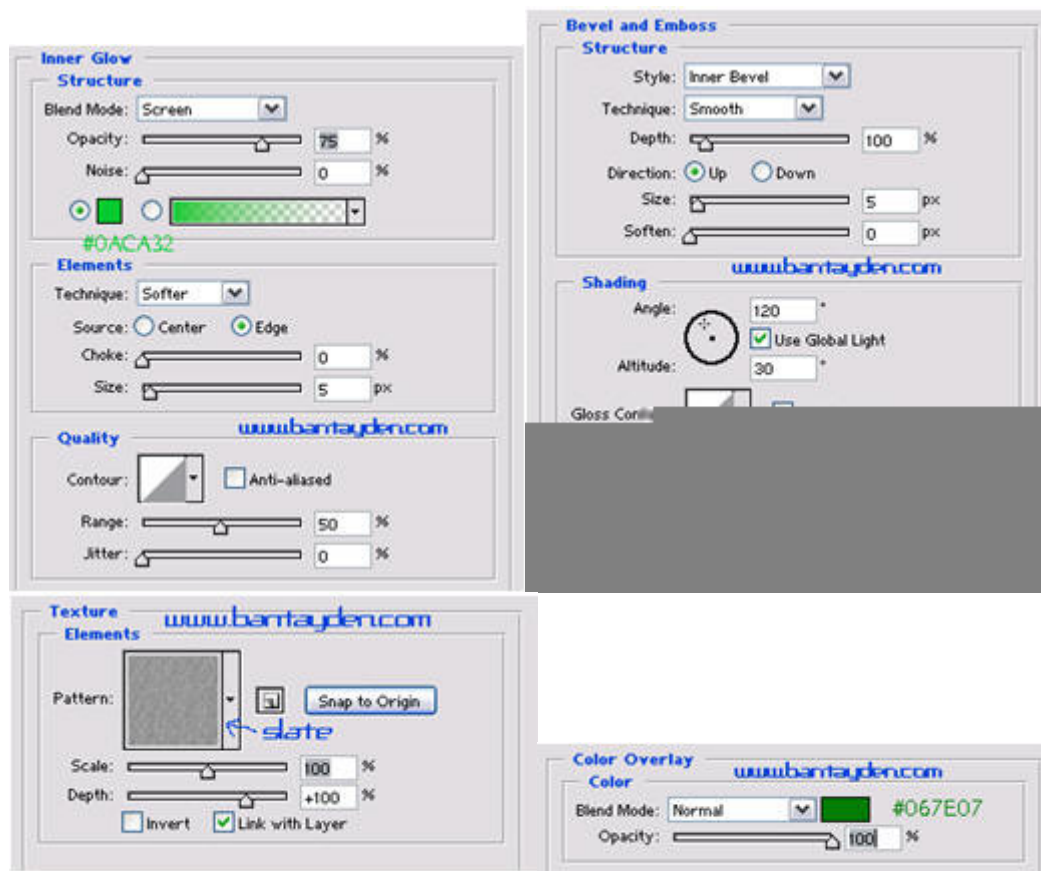 Inner Glow
Structure
Blend Mode: Screen
Opacity: 75 %
Noise: 0 %
#0ACA32
Elements
Technique: Softer
Source: Center Edge
Choke: 0 %
Size: 5 px
www.bantayden.com
Quality
Contour: Anti-aliased
Range: 50 %
Jitter: 0 %
Bevel and Emboss
Structure
Style: Inner Bevel
Technique: Smooth
Depth: 100 %
Direction: Up Down
Size: 5 px
Soften: 0 px
www.bantayden.com
Shading
Angle: 120 °
Use Global Light
Altitude: 30 °
Gloss
Texture
www.bantayden.com
Elements
Pattern: Snap to Origin
slate
Scale: 100 %
Depth: +100 %
Invert Link with Layer
Color Overlay
www.bantayden.com
Color
Blend Mode: Normal #067E07
Opacity: 100 %